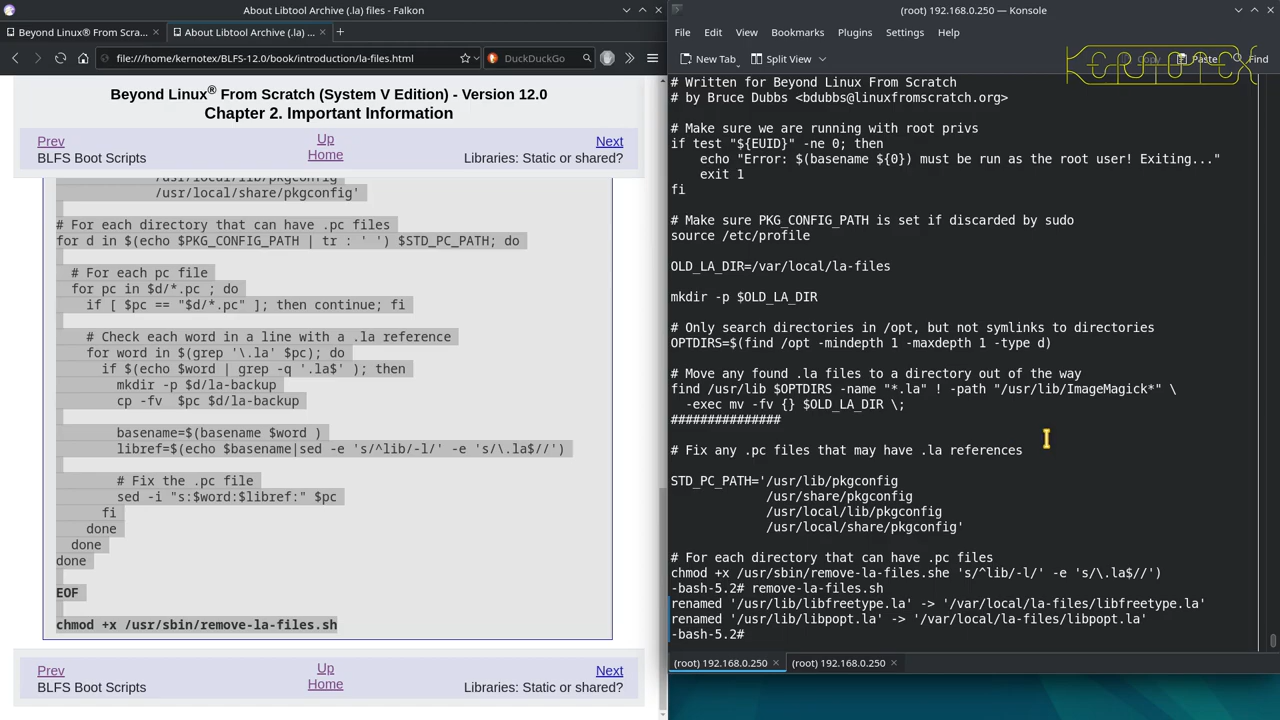 About Libtool Archive (.la) files - Falkon
Beyond Linux® From Scra...
About Libtool Archive (.la) ...
file:///home/kernotex/BLFS-12.0/book/introduction/la-files.html
DuckDuckGo
Beyond Linux® From Scratch (System V Edition) - Version 12.0
Chapter 2. Important Information
Prev
Up
Next
BLFS Boot Scripts
Home
Libraries: Static or shared?
/usr/local/lib/pkgconfig
/usr/local/share/pkgconfig'
# For each directory that can have .pc files
for d in $(echo $PKG_CONFIG_PATH | tr : ' ') $STD_PC_PATH; do
# For each pc file
for pc in $d/*.pc ; do
if [ $pc == "$d/*.pc" ]; then continue; fi
# Check each word in a line with a .la reference
for word in $(grep '\.la' $pc); do
if $(echo $word | grep -q '.la$' ); then
mkdir -p $d/la-backup
cp -fv  $pc $d/la-backup
basename=$(basename $word )
libref=$(echo $basename|sed -e 's/^lib/-l/' -e 's/\.la$//')
# Fix the .pc file
sed -i "s:$word:$libref:" $pc
fi
done
done
done
EOF
chmod +x /usr/sbin/remove-la-files.sh
Prev
Up
Next
BLFS Boot Scripts
Home
Libraries: Static or shared?
(root) 192.168.0.250 — Konsole
File Edit View Bookmarks Plugins Settings Help
New Tab
Split View
Copy
Paste
Find
KERNOTEX
# Written for Beyond Linux From Scratch
# by Bruce Dubbs <bdubbs@linuxfromscratch.org>
# Make sure we are running with root privs
if test "${EUID}" -ne 0; then
echo "Error: $(basename ${0}) must be run as the root user! Exiting..."
exit 1
fi
# Make sure PKG_CONFIG_PATH is set if discarded by sudo
source /etc/profile
OLD_LA_DIR=/var/local/la-files
mkdir -p $OLD_LA_DIR
# Only search directories in /opt, but not symlinks to directories
OPTDIRS=$(find /opt -mindepth 1 -maxdepth 1 -type d)
# Move any found .la files to a directory out of the way
find /usr/lib $OPTDIRS -name "*.la" ! -path "/usr/lib/ImageMagick*" \
-exec mv -fv {} $OLD_LA_DIR \;
###############
# Fix any .pc files that may have .la references
STD_PC_PATH='/usr/lib/pkgconfig
/usr/share/pkgconfig
/usr/local/lib/pkgconfig
/usr/local/share/pkgconfig'
# For each directory that can have .pc files
chmod +x /usr/sbin/remove-la-files.she 's/^lib/-l/' -e 's/\.la$//')
-bash-5.2# remove-la-files.sh
renamed '/usr/lib/libfreetype.la' -> '/var/local/la-files/libfreetype.la'
renamed '/usr/lib/libpopt.la' -> '/var/local/la-files/libpopt.la'
-bash-5.2#
(root) 192.168.0.250
(root) 192.168.0.250